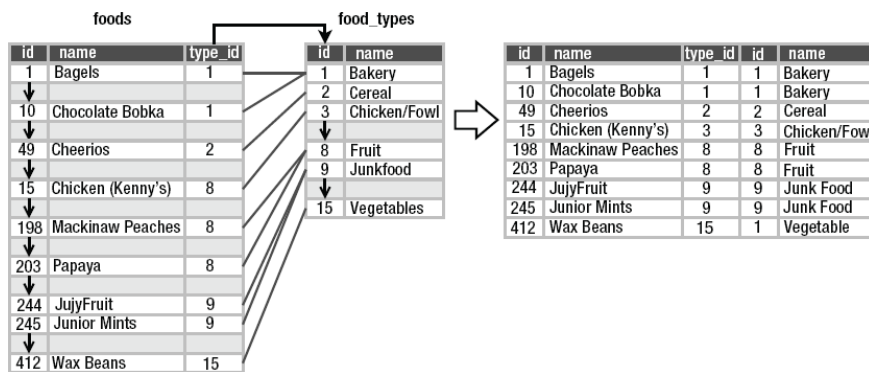 foods food_types
id name type_id
1 Bagels 1
10 Chocolate Bobka 1
49 Cheerios 2
15 Chicken (Kenny's) 8
198 Mackinaw Peaches 8
203 Papaya 8
244 JujyFruit 9
245 Junior Mints 9
412 Wax Beans 15
id name
1 Bakery
2 Cereal
3 Chicken/Fowl
8 Fruit
9 Junkfood
15 Vegetables
id name type_id id name
1 Bagels 1 1 Bakery
10 Chocolate Bobka 1 1 Bakery
49 Cheerios 2 2 Cereal
15 Chicken (Kenny's) 3 3 Chicken/Fowl
198 Mackinaw Peaches 8 8 Fruit
203 Papaya 8 8 Fruit
244 JujyFruit 9 9 Junk Food
245 Junior Mints 9 9 Junk Food
412 Wax Beans 15 1 Vegetable